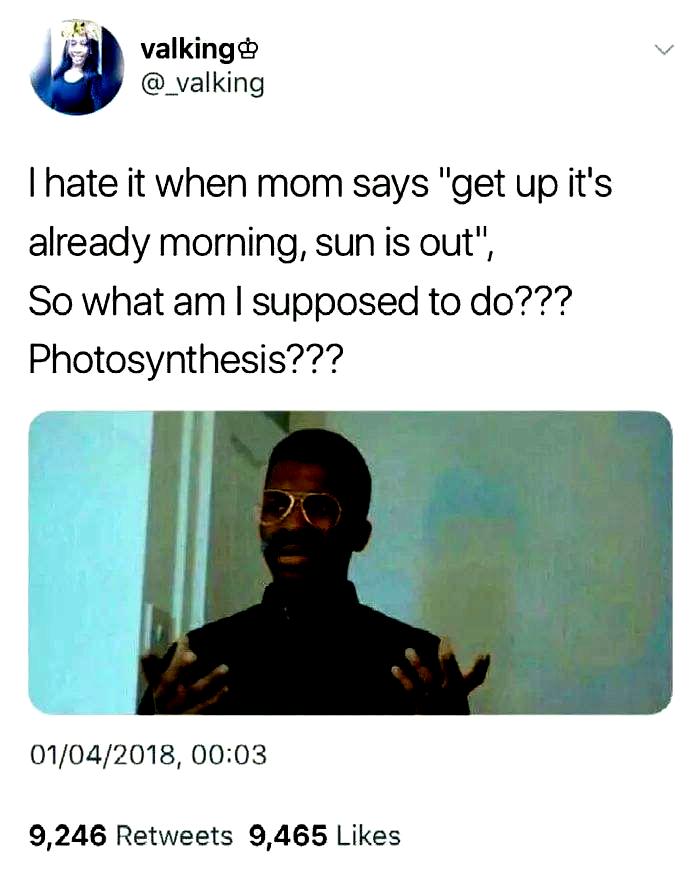 valking♔
@_valking
I hate it when mom says "get up it's
already morning, sun is out",
So what am I supposed to do???
Photosynthesis???
01/04/2018, 00:03
9,246 Retweets 9,465 Likes